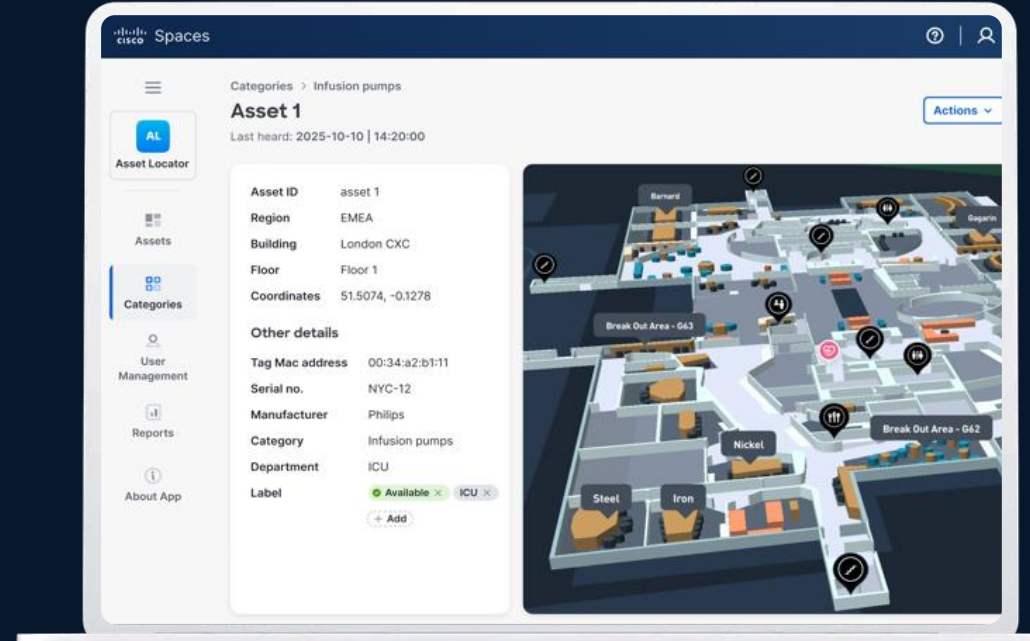 cisco Spaces
AL
Asset Locator
Assets
Categories
User
Management
Reports
About App
Categories > Infusion pumps
Asset 1
Last heard: 2025-10-10 | 14:20:00
Actions
Asset ID asset 1
Region EMEA
Building London CXC
Floor Floor 1
Coordinates 51.5074, -0.1278
Other details
Tag Mac address 00:34:a2:b1:11
Serial no. NYC-12
Manufacturer Philips
Category Infusion pumps
Department ICU
Label Available × ICU ×
+ Add
Barnard
Gagarin
Break Out Area - G63
Break Out Area - G62
Nickel
Steel
Iron